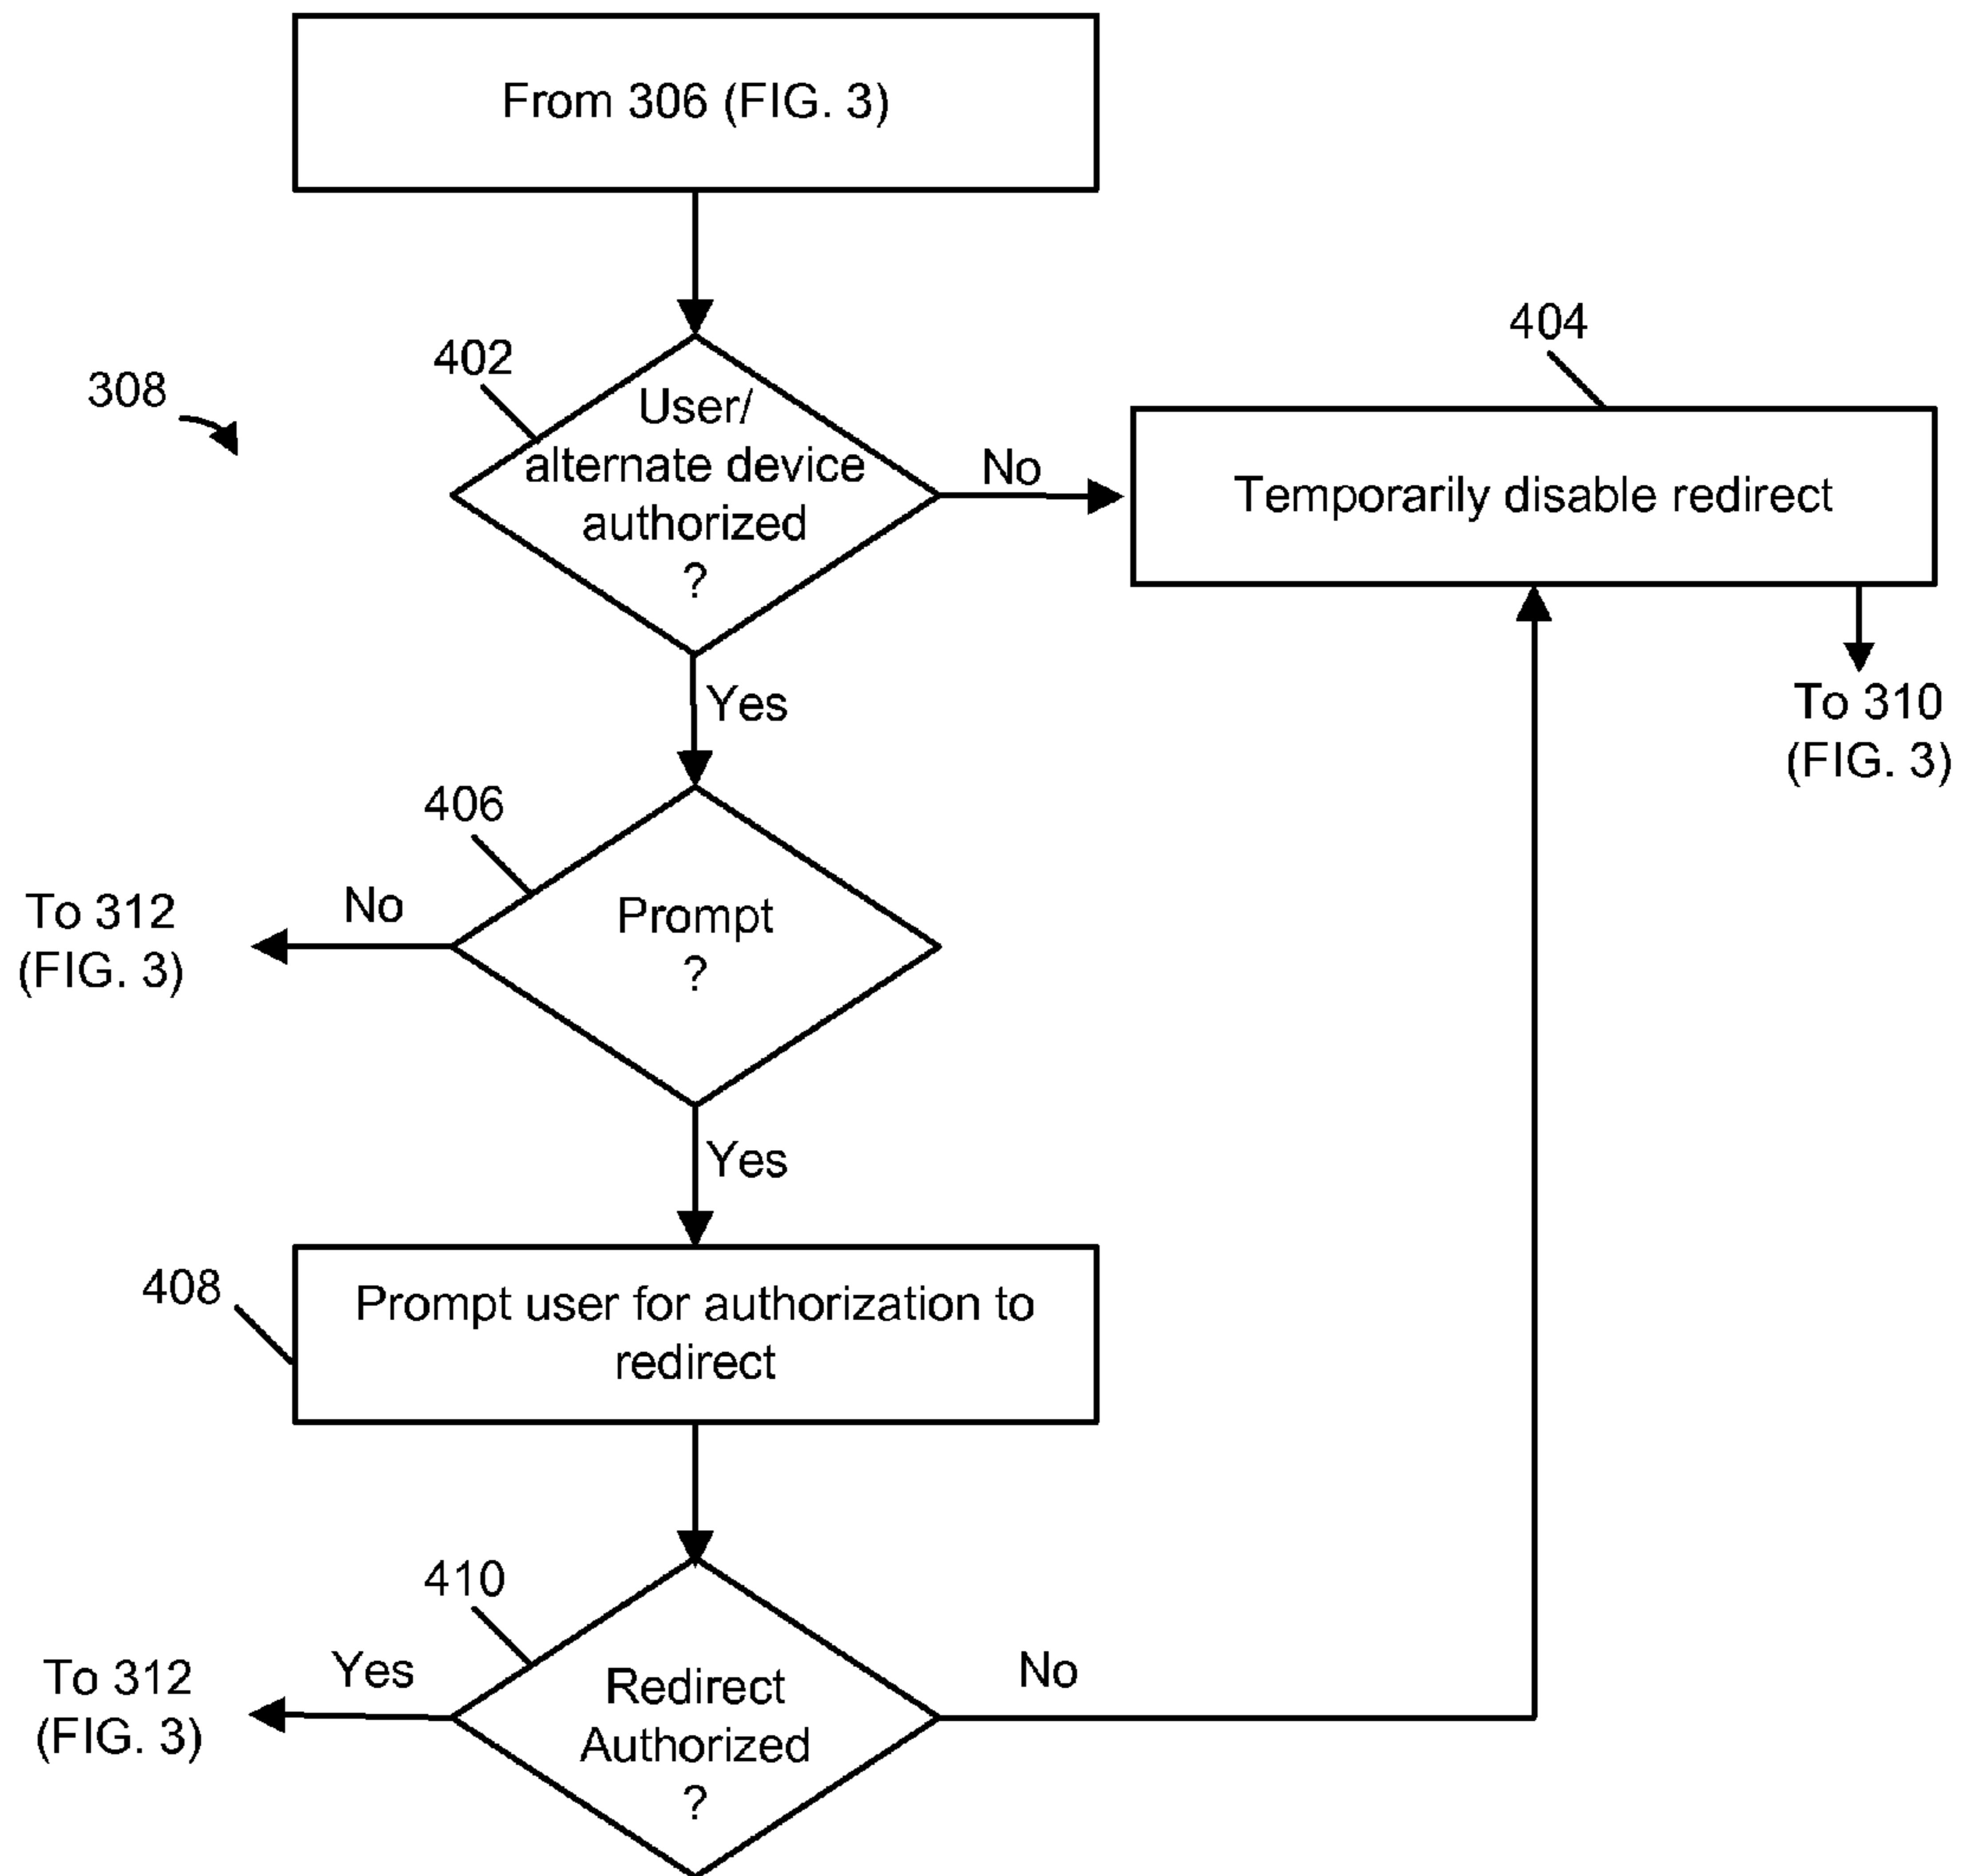 From 306 (FIG. 3)
308
402
User/
alternate device
authorized
?
No
404
Temporarily disable redirect
To 310
(FIG. 3)
Yes
406
Prompt
?
No
To 312
(FIG. 3)
Yes
408
Prompt user for authorization to
redirect
410
Redirect
Authorized
?
Yes
To 312
(FIG. 3)
No